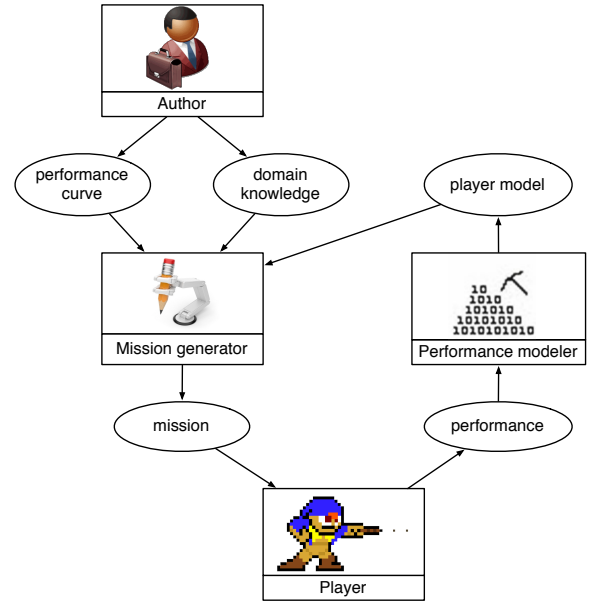 Author
performance
curve
domain
knowledge
player model
10
1010
101010
10101010
1010101010
Mission generator
Performance modeler
mission
performance
Player